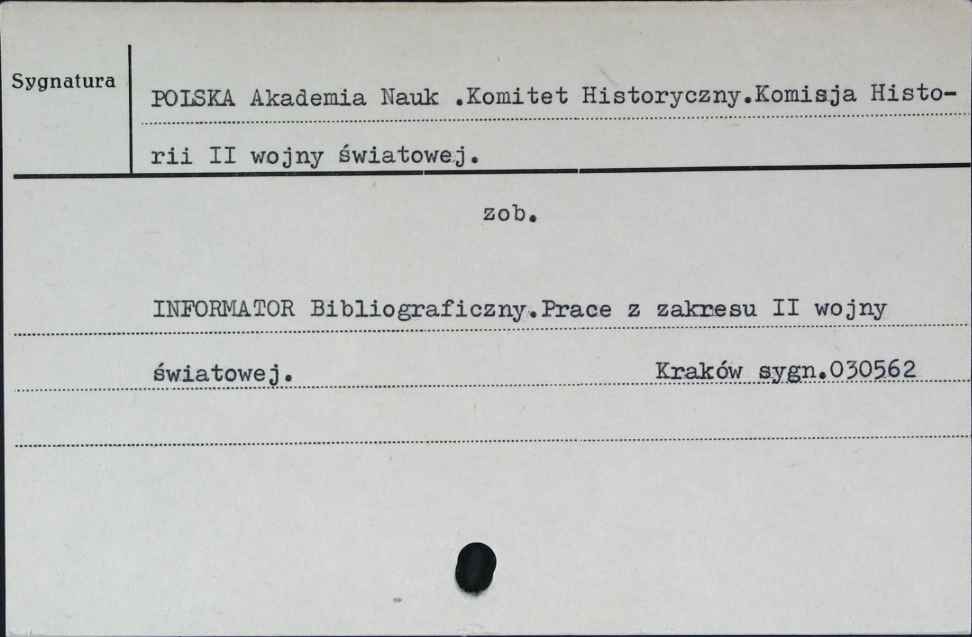 Sygnatura
POLSKA Akademia Nauk .Komitet Historyczny.Komisja Histo-
rii II wojny światowej.
zob.
INFORMATOR Bibliograficzny.Prace z zakresu II wojny
światowej. Kraków sygn.030562